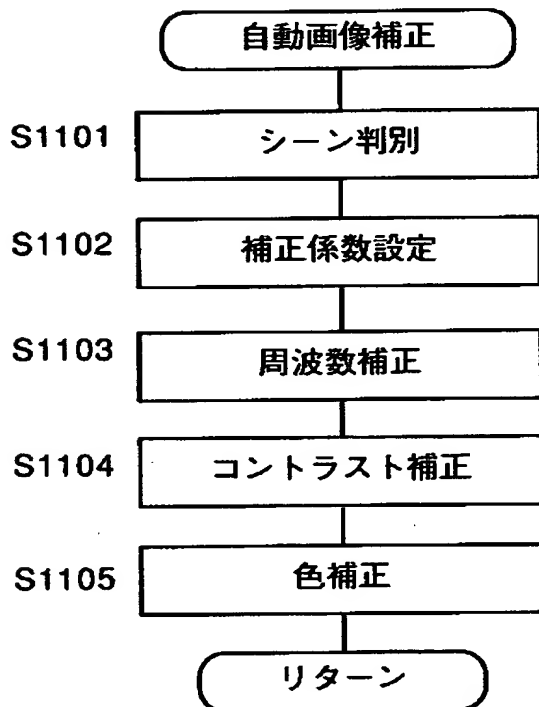 自動画像補正
S1101 シーン判別
S1102 補正係数設定
S1103 周波数補正
S1104 コントラスト補正
S1105 色補正
リターン